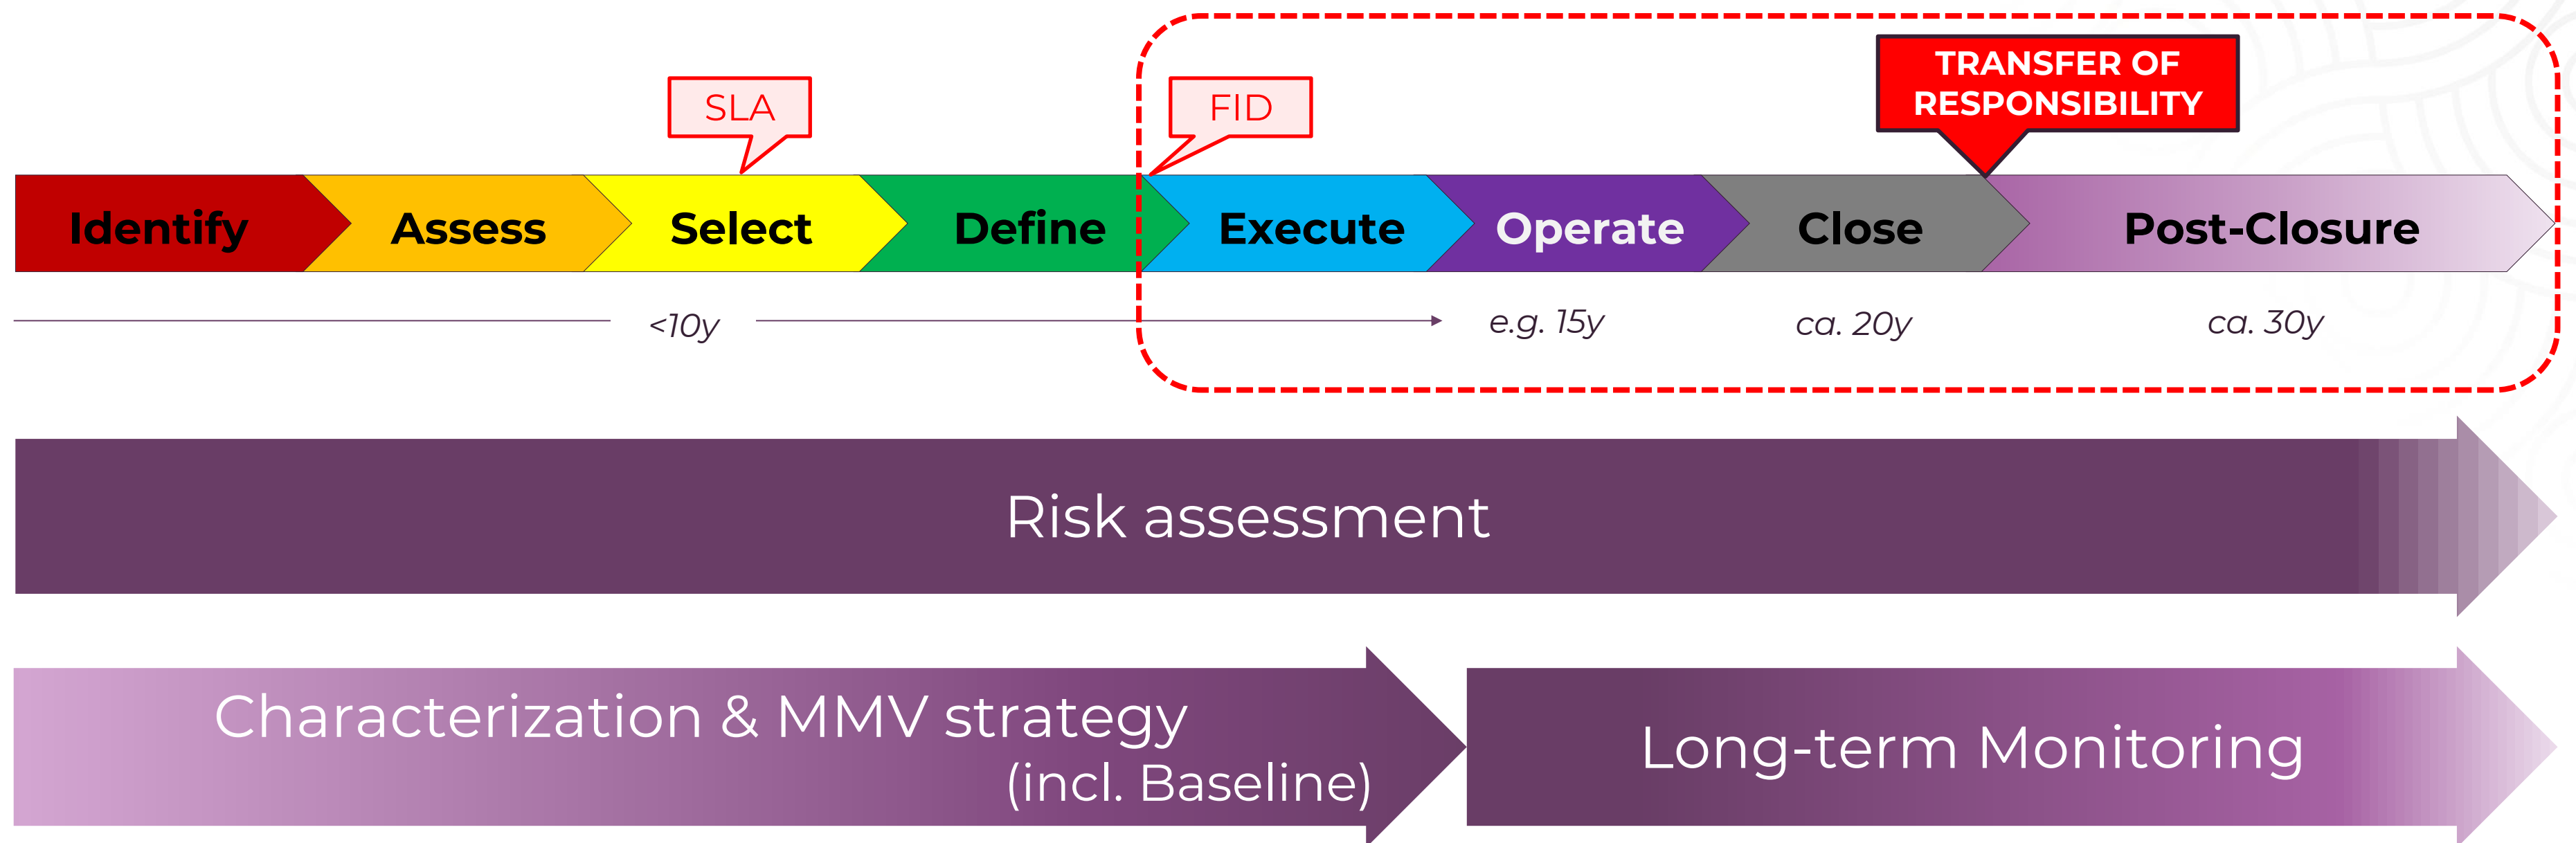 TRANSFER OF
RESPONSIBILITY
SLA
FID
Identify
Assess
Select
Define
Execute
Operate
Close
Post-Closure
<10y
e.g. 15y
ca. 20y
ca. 30y
Risk assessment
Characterization & MMV strategy
(incl. Baseline)
Long-term Monitoring